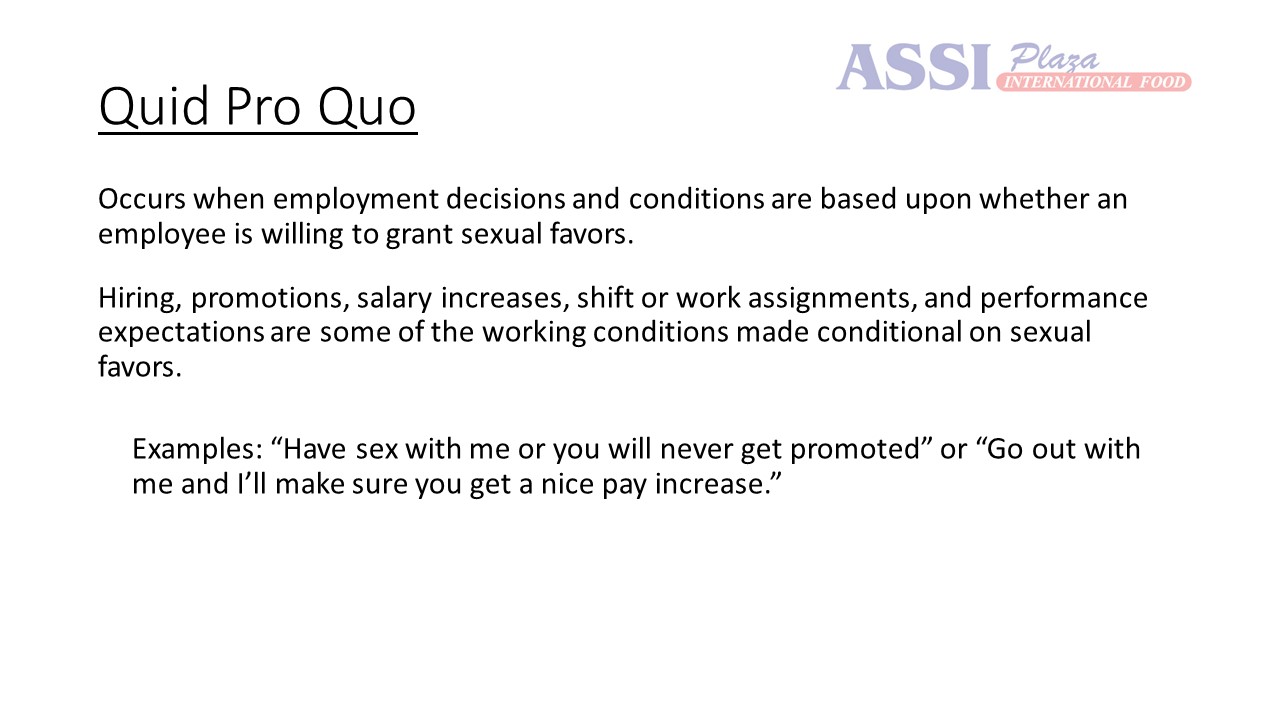 ASSI Plaza
INTERNATIONAL FOOD
Quid Pro Quo
Occurs when employment decisions and conditions are based upon whether an
employee is willing to grant sexual favors.
Hiring, promotions, salary increases, shift or work assignments, and performance
expectations are some of the working conditions made conditional on sexual
favors.
Examples: “Have sex with me or you will never get promoted” or “Go out with
me and I’ll make sure you get a nice pay increase.”